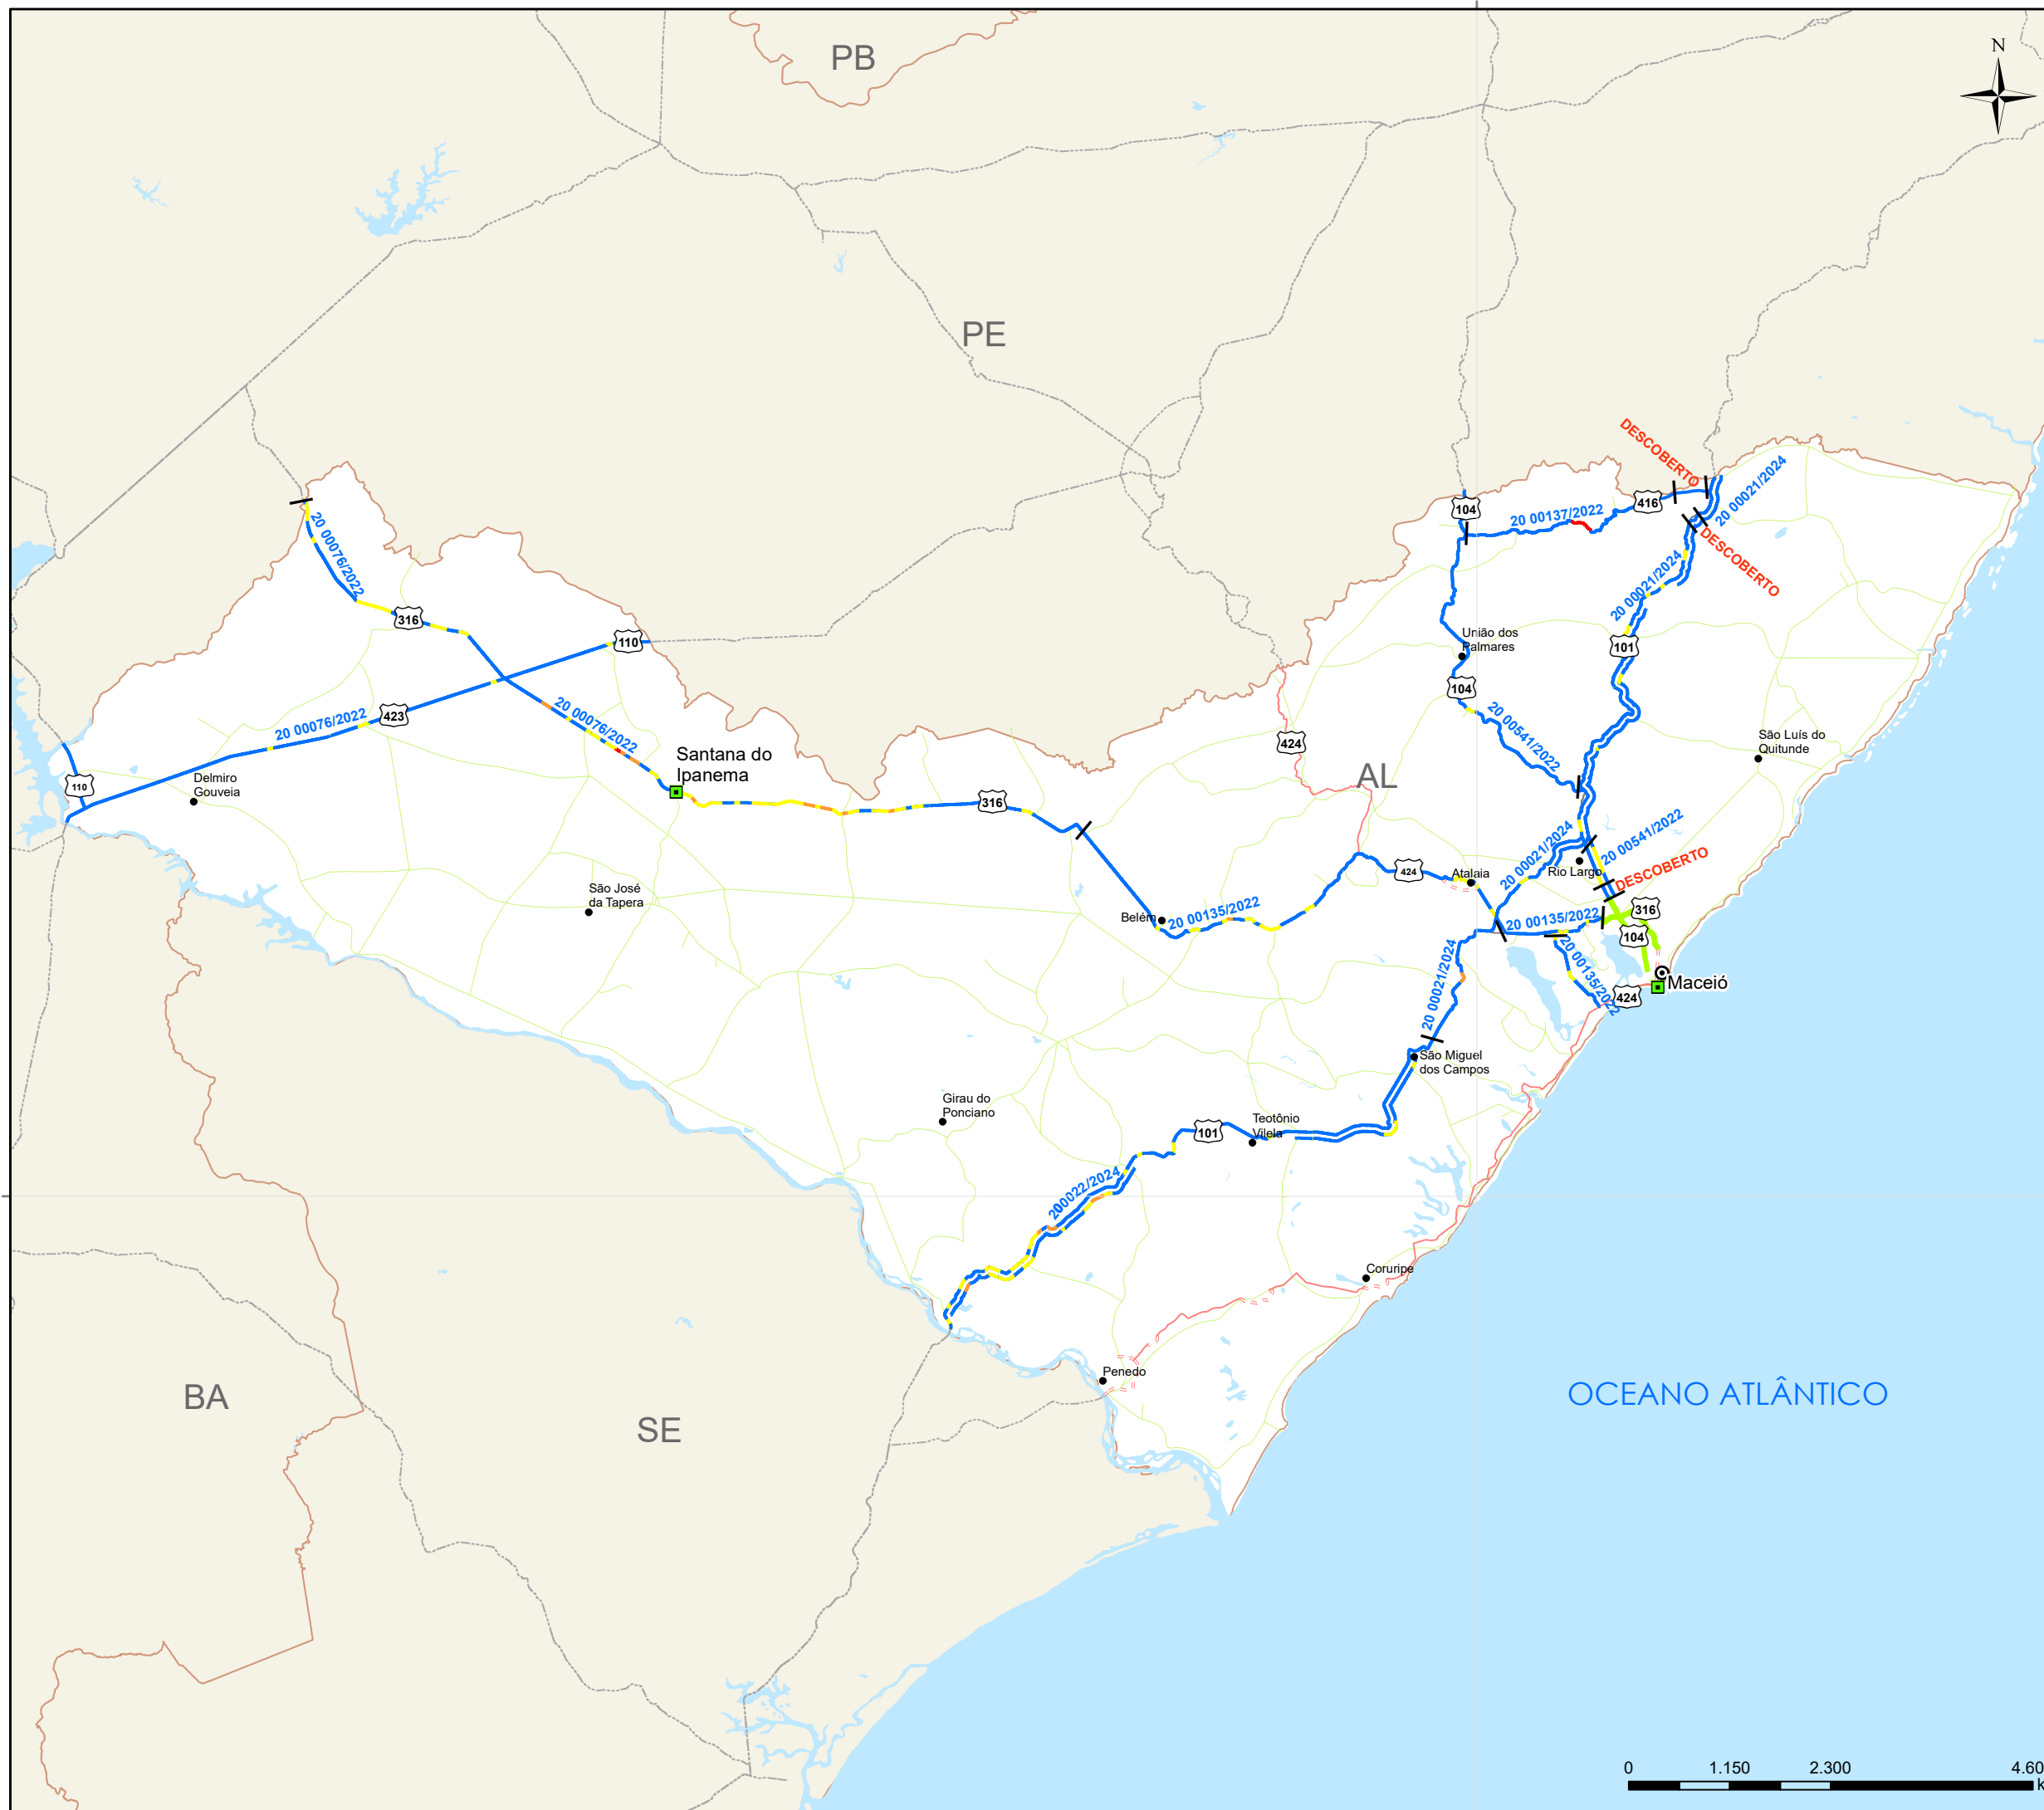 PB
N
PE
DESCOBERTO
20 00021/2024
416
104
20 00137/2022
20 00076/2022
DESCOBERTO
20 00021/2024
316
110
União dos
Palmares
101
104
20 00076/2022
423
20 00076/2022
20 00541/2022
424
São Luís do
Quitunde
Santana do
Ipanema
AL
110
Delmiro
Gouveia
316
20 00021/2024
20 00541/2022
Rio Largo
DESCOBERTO
424
Atalaia
São José
da Tapera
Belém
20 00135/2022
20 00135/2022
316
104
20 00135/2022
Maceió
424
20 00021/2024
São Miguel
dos Campos
Girau do
Ponciano
Teotônio
Vilela
101
200022/2024
Coruripe
Penedo
BA
SE
OCEANO ATLÂNTICO
0 1.150 2.300 4.60
k